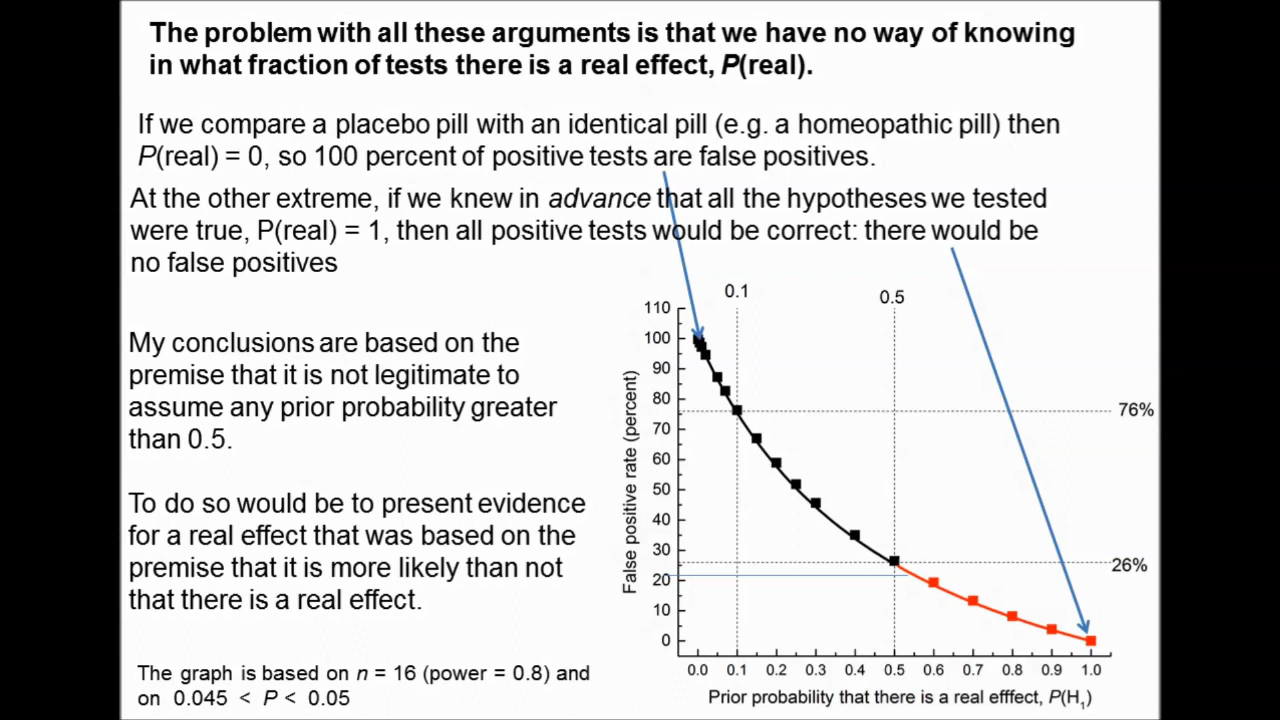 The problem with all these arguments is that we have no way of knowing
in what fraction of tests there is a real effect, P(real).
If we compare a placebo pill with an identical pill (e.g. a homeopathic pill) then
P(real) = 0, so 100 percent of positive tests are false positives.
At the other extreme, if we knew in advance that all the hypotheses we tested
were true, P(real) = 1, then all positive tests would be correct: there would be
no false positives
My conclusions are based on the
premise that it is not legitimate to
assume any prior probability greater
than 0.5.
To do so would be to present evidence
for a real effect that was based on the
premise that it is more likely than not
that there is a real effect.
The graph is based on n = 16 (power = 0.8) and
on 0.045 < P < 0.05
0.1
0.5
110
100
90
80
70
60
50
40
30
20
10
0
False positive rate (percent)
76%
26%
0.0 0.1 0.2 0.3 0.4 0.5 0.6 0.7 0.8 0.9 1.0
Prior probability that there is a real efffect, P(H1)